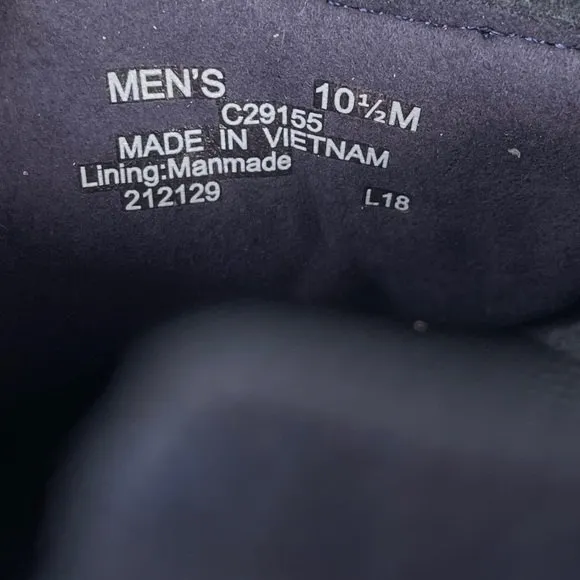 MEN'S 10½M
C29155
MADE IN VIETNAM
Lining:Manmade
212129 L18